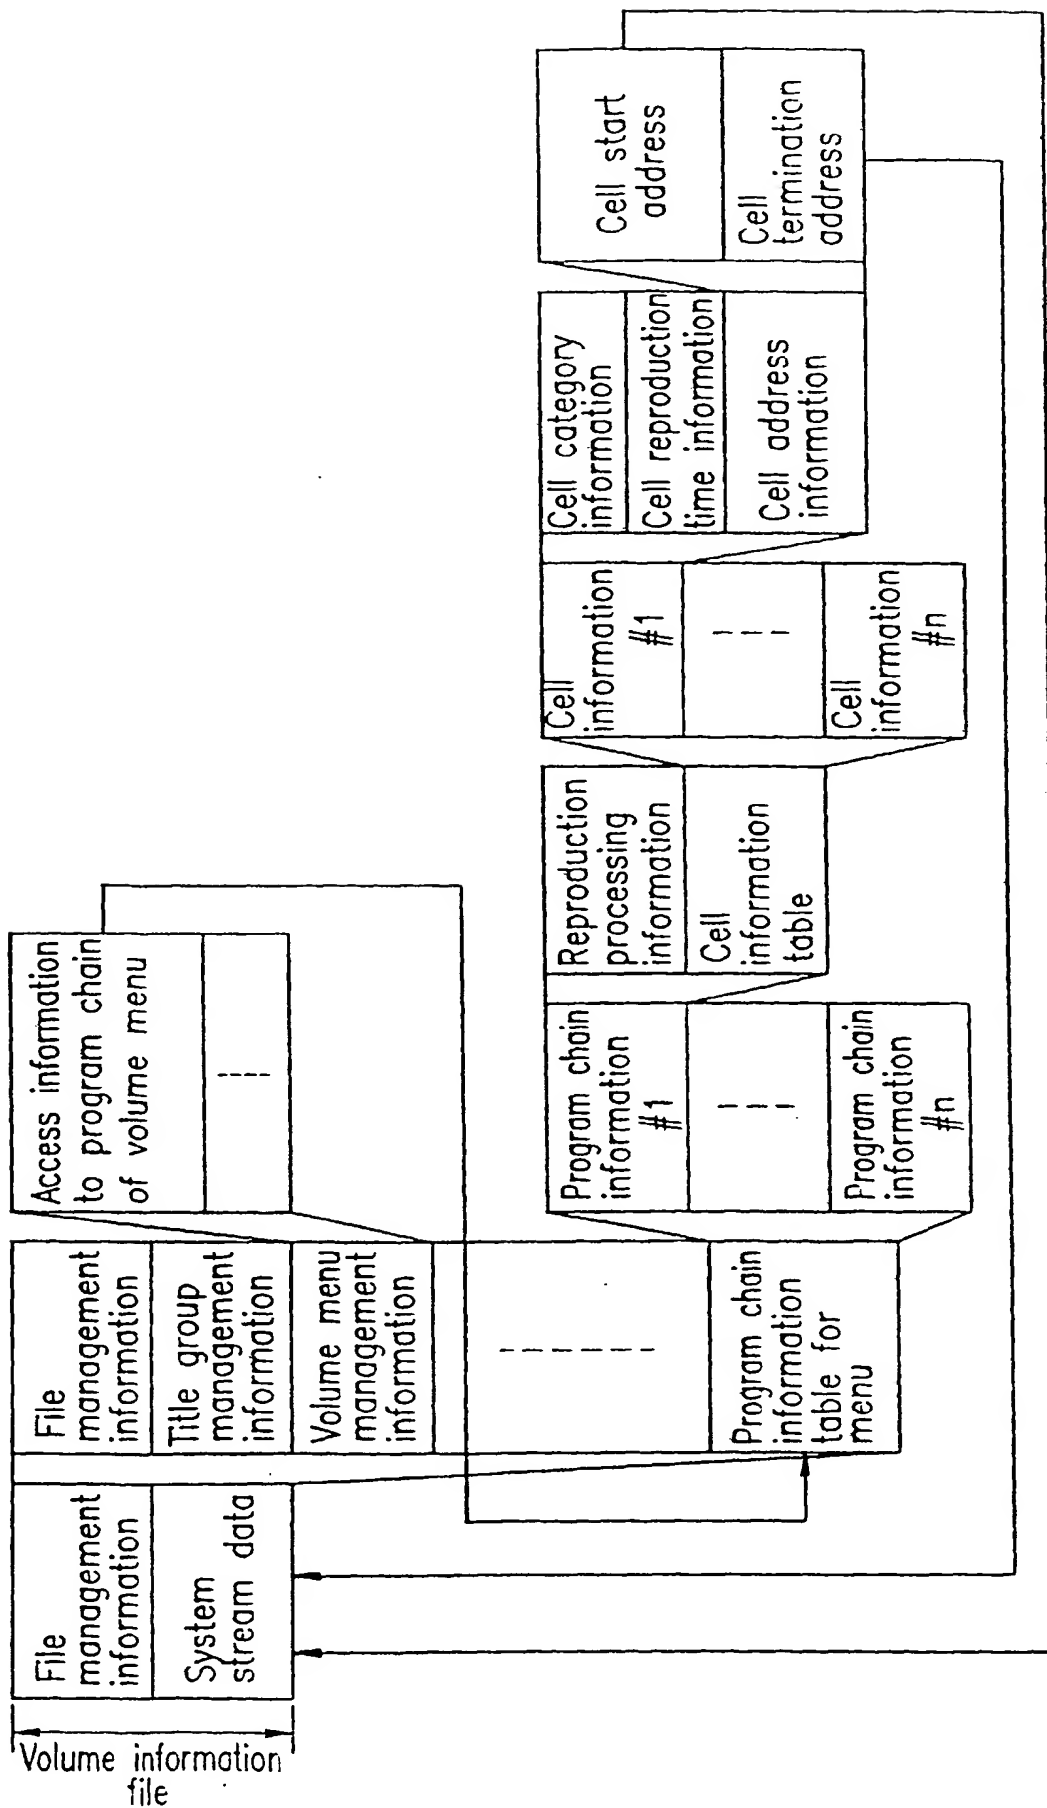 Volume information
file
File
management
information
System
stream data
File
management
information
Title group
management
information
Volume menu
management
information
Program chain
information
table for
menu
Access information
to program chain
of volume menu
Program chain
information
#1
Program chain
information
#n
Reproduction
processing
information
Cell
information
table
Cell
information
#1
Cell
information
#n
Cell category
information
Cell reproduction
time information
Cell address
information
Cell start
address
Cell
termination
address